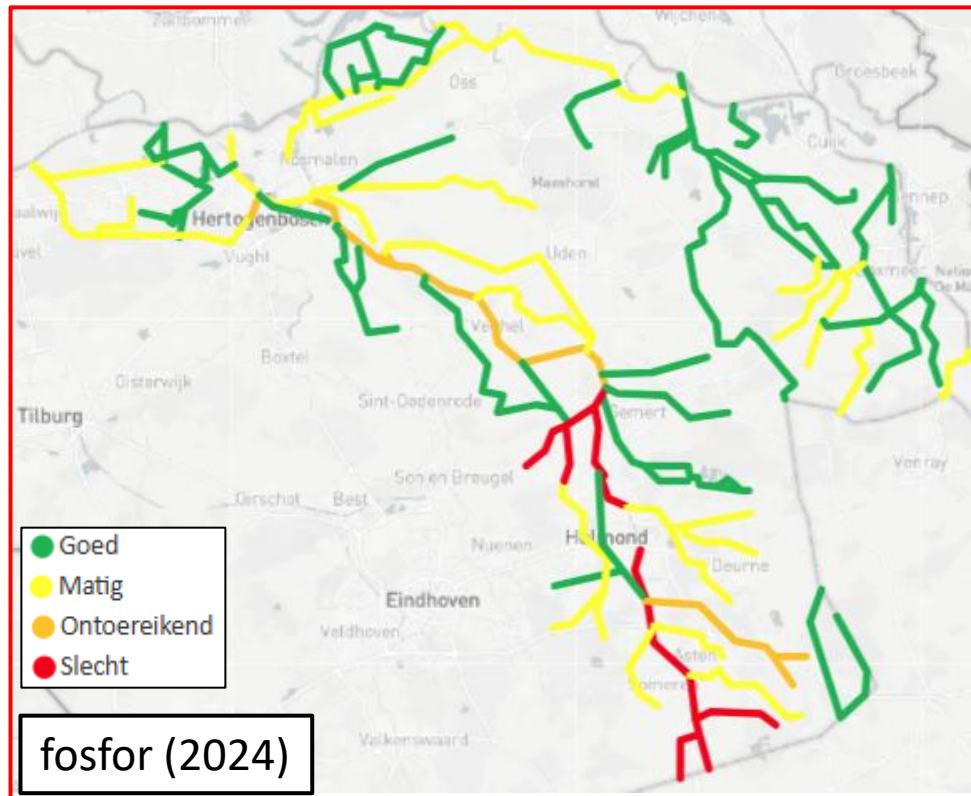 Zaltbommel
Wijchen
Groesbeek
Oss
Cuijk
Rosmalen
Maashorst
Hertogenbosch
Vught
Uden
Boxtel
Veghel
Oisterwijk
Sint-Oedenrode
Gemert
Tilburg
Son en Breugel
Venray
Oirschot
Best
Nuenen
Helmond
Deurne
Eindhoven
Veldhoven
Asten
Someren
Valkenswaard
Goed
Matig
Ontoereikend
Slecht
fosfor (2024)